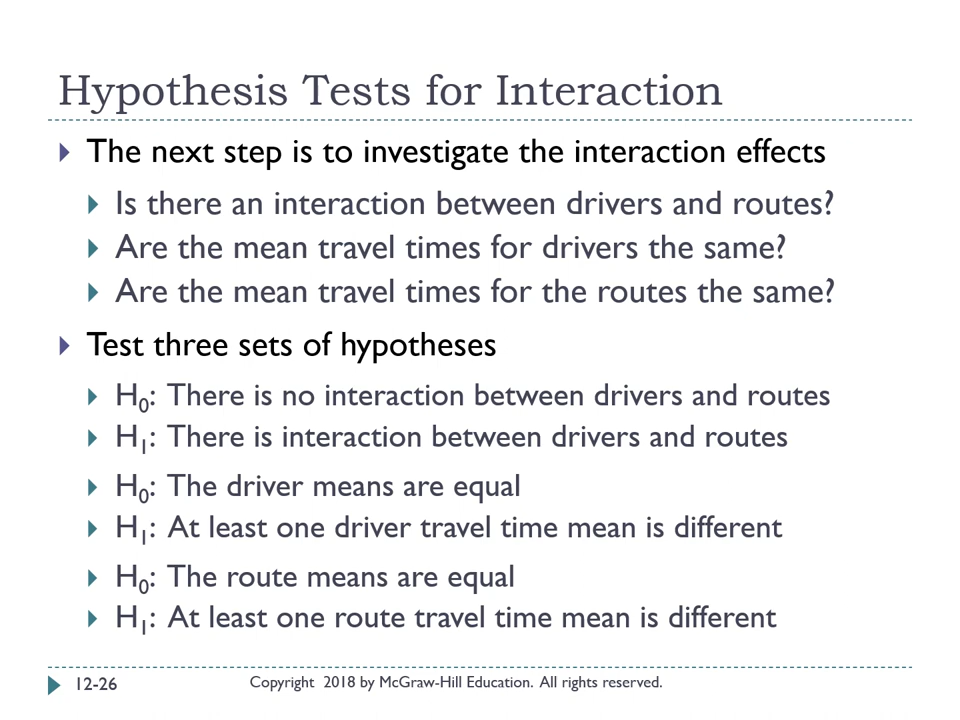 Hypothesis Tests for Interaction
The next step is to investigate the interaction effects
Is there an interaction between drivers and routes?
Are the mean travel times for drivers the same?
Are the mean travel times for the routes the same?
Test three sets of hypotheses
H0: There is no interaction between drivers and routes
H1: There is interaction between drivers and routes
H0: The driver means are equal
H1: At least one driver travel time mean is different
H0: The route means are equal
H1: At least one route travel time mean is different
12-26 Copyright 2018 by McGraw-Hill Education. All rights reserved.